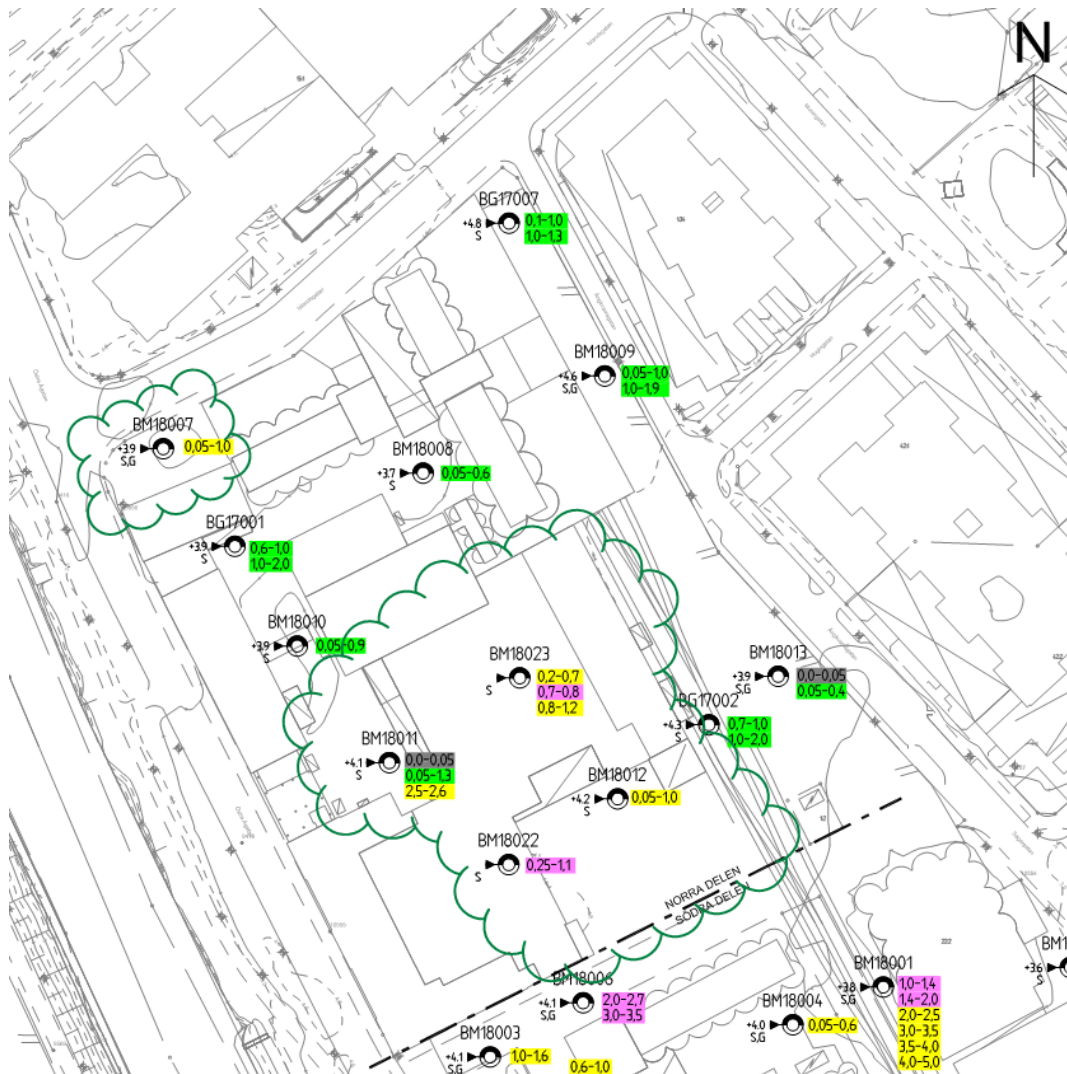 N
151
BG17007
+4.8
S
0,1-1,0
1,0-1,3
134
BM18009
+4.6
S,G
0,05-1,0
1,0-1,9
BM18007
+3.9
S,G
0,05-1,0
BM18008
+3.7
S
0,05-0,6
BG17001
+3.9
S
0,6-1,0
1,0-2,0
BM18010
+3.9
S
0,05-0,9
BM18023
S
0,2-0,7
0,7-0,8
0,8-1,2
BM18013
+3.9
S,G
0,0-0,05
0,05-0,4
BG17002
+4.3
S
0,7-1,0
1,0-2,0
BM18011
+4.1
S
0,0-0,05
0,05-1,3
2,5-2,6
BM18012
+4.2
S
0,05-1,0
BM18022
S
0,25-1,1
NORRA DELEN
SÖDRA DELEN
222
BM18006
+4.1
S,G
2,0-2,7
3,0-3,5
BM18001
+3.8
S,G
1,0-1,4
1,4-2,0
2,0-2,5
3,0-3,5
3,5-4,0
4,0-5,0
BM1
+3.6
S
BM18004
+4.0
S,G
0,05-0,6
BM18003
+4.1
S,G
1,0-1,6
0,6-1,0